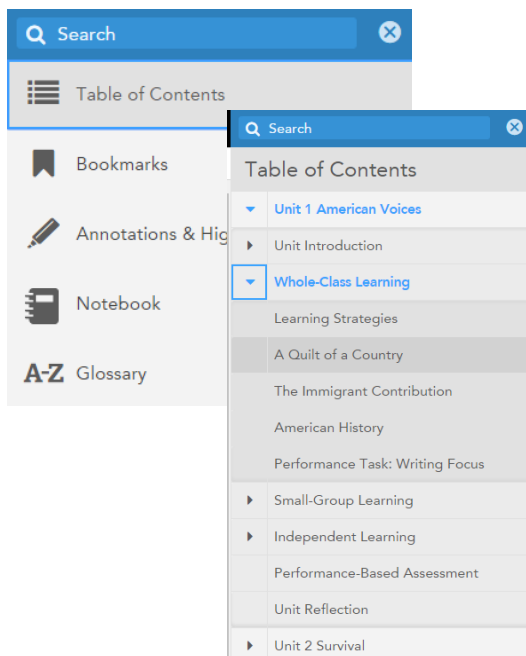 Search
Table of Contents
Bookmarks
Annotations & Hig
Notebook
A-Z Glossary
Search
Table of Contents
Unit 1 American Voices
Unit Introduction
Whole-Class Learning
Learning Strategies
A Quilt of a Country
The Immigrant Contribution
American History
Performance Task: Writing Focus
Small-Group Learning
Independent Learning
Performance-Based Assessment
Unit Reflection
Unit 2 Survival